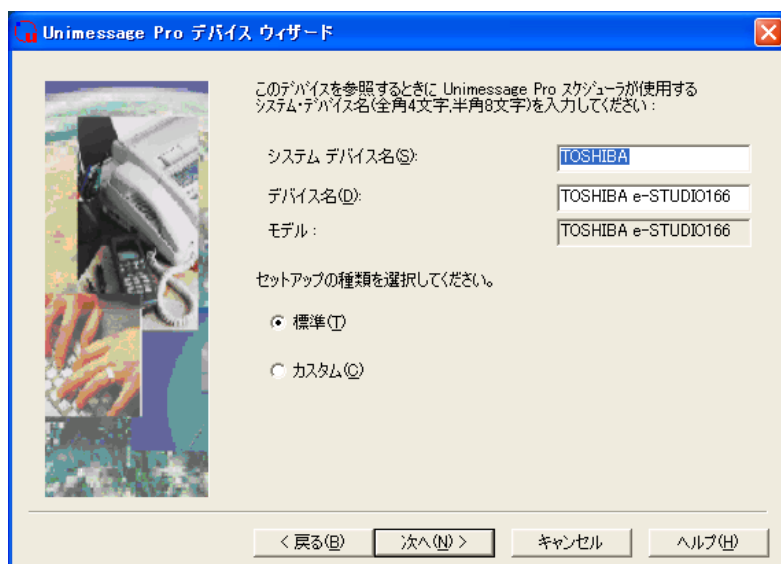 Unimessage Pro デバイス ウィザード
このデバイスを参照するときに Unimessage Pro スケジューラが使用する
システム・デバイス名(全角4文字,半角8文字)を入力してください:
システム デバイス名(S): TOSHIBA
デバイス名(D): TOSHIBA e-STUDIO166
モデル: TOSHIBA e-STUDIO166
セットアップの種類を選択してください。
標準(T)
カスタム(C)
< 戻る(B) 次へ(N) > キャンセル ヘルプ(H)